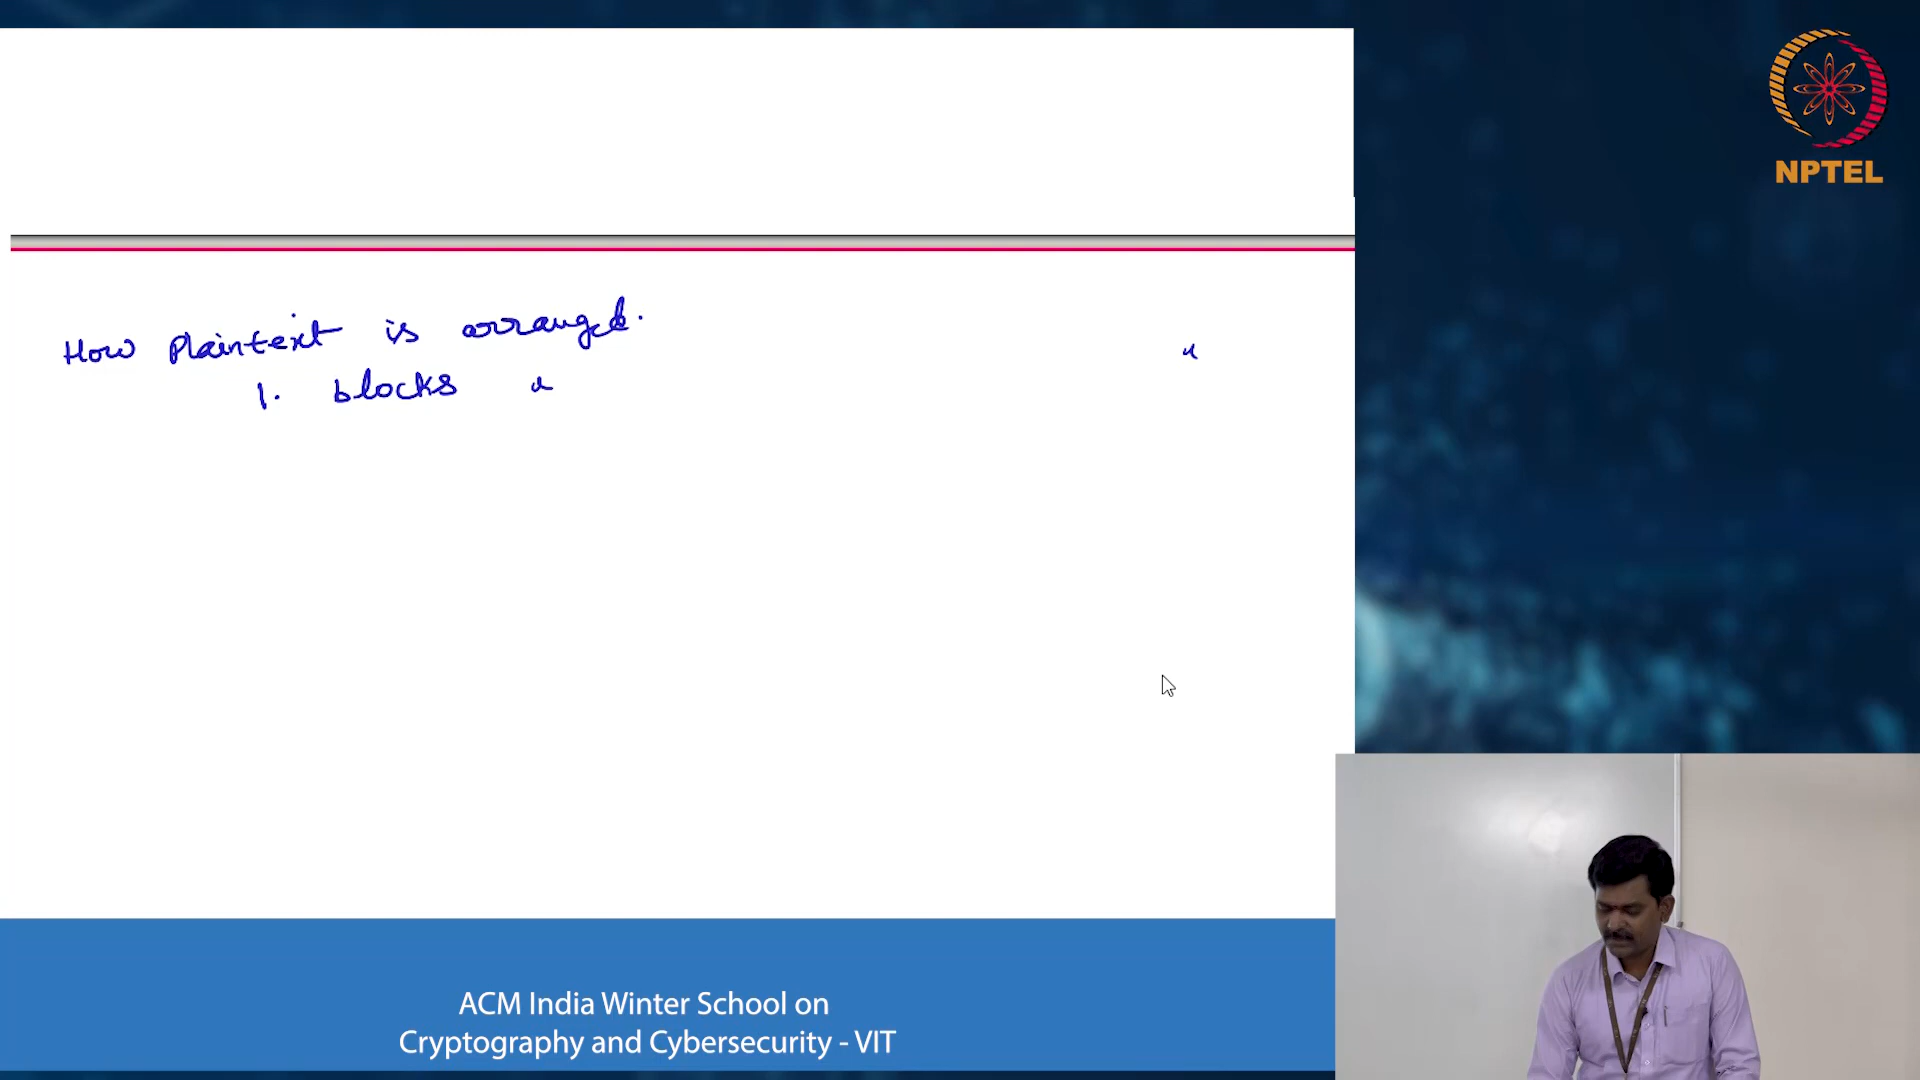 NPTEL
How Plaintext is arranged.
1. blocks
ACM India Winter School on
Cryptography and Cybersecurity - VIT